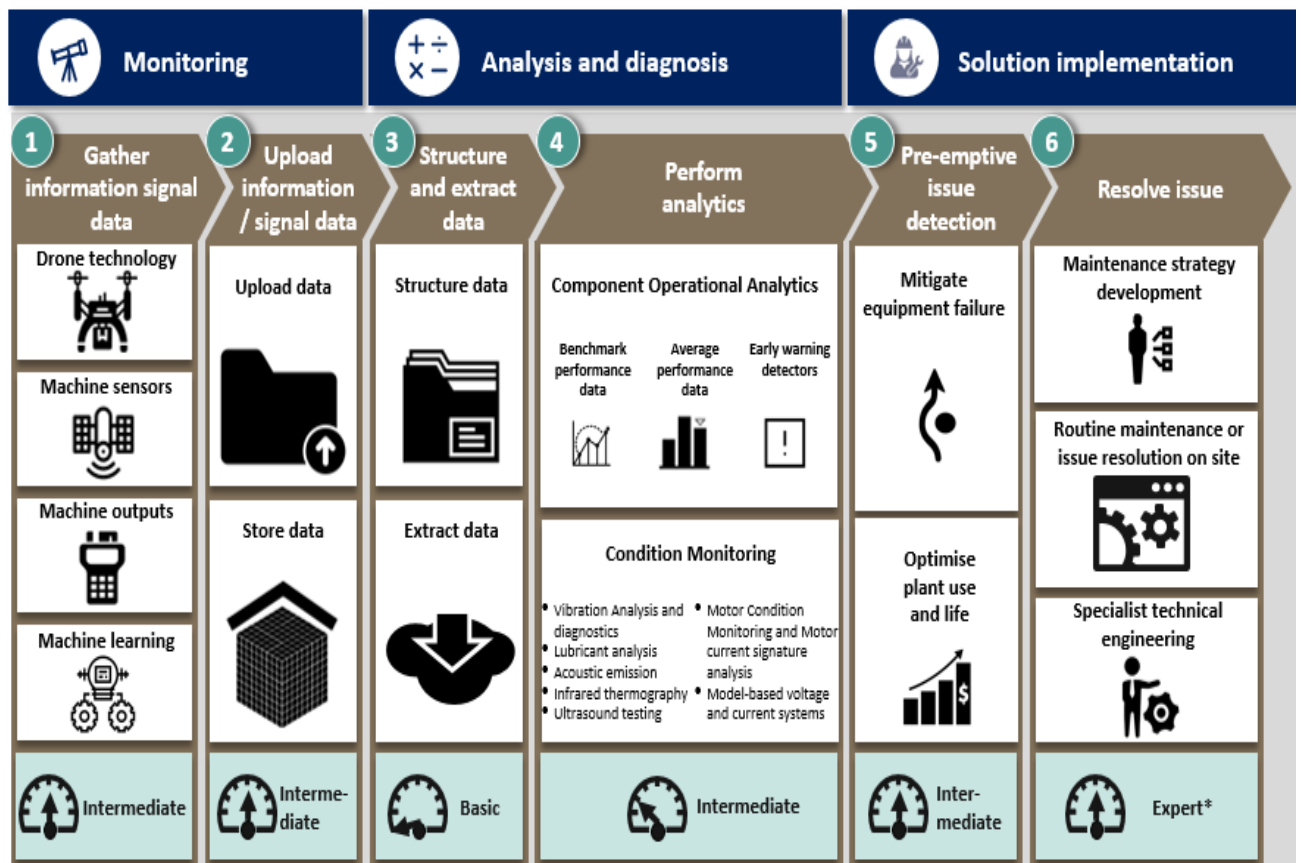 Monitoring
Analysis and diagnosis
Solution implementation
1
Gather
information signal
data
2
Upload
information
/ signal data
3
Structure
and extract
data
4
Perform
analytics
5
Pre-emptive
issue
detection
6
Resolve issue
Drone technology
Machine sensors
Machine outputs
Machine learning
Upload data
Store data
Structure data
Extract data
Component Operational Analytics
Benchmark
performance
data
Average
performance
data
Early warning
detectors
!
Condition Monitoring
• Vibration Analysis and
diagnostics
• Lubricant analysis
• Acoustic emission
• Infrared thermography
• Ultrasound testing
• Motor Condition
Monitoring and Motor
current signature
analysis
• Model-based voltage
and current systems
Mitigate
equipment failure
Optimise
plant use
and life
$
Maintenance strategy
development
Routine maintenance or
issue resolution on site
Specialist technical
engineering
Intermediate
Interme-
diate
Basic
Intermediate
Inter-
mediate
Expert*